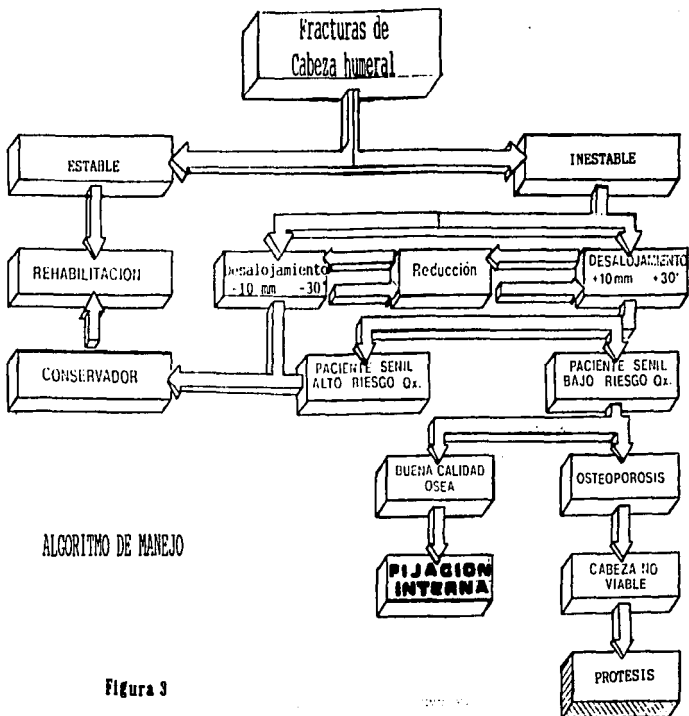 Fracturas de
Cabeza humeral
ESTABLE
INESTABLE
REHABILITACION
Desalojamiento
-10 mm -30°
Reducción
DESALOJAMIENTO
+10mm +30°
CONSERVADOR
PACIENTE SENIL
ALTO RIESGO Qx.
PACIENTE SENIL
BAJO RIESGO Qx.
BUENA CALIDAD
OSEA
OSTEOPOROSIS
ALGORITMO DE MANEJO
FIJACION
INTERNA
CABEZA NO
VIABLE
PROTESIS
Figura 3